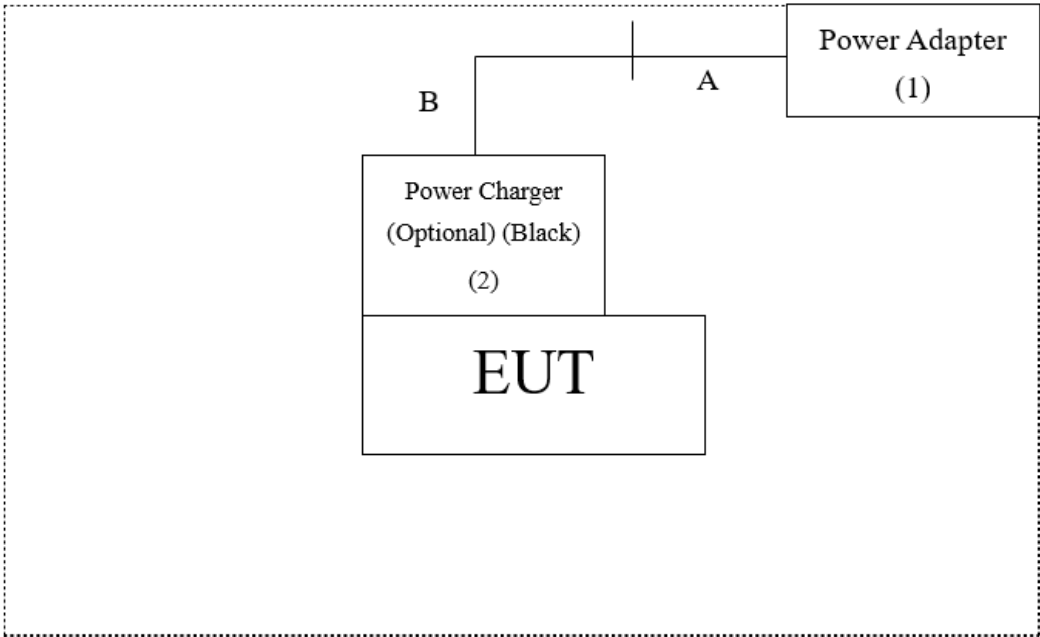 Power Adapter
(1)
A
B
Power Charger
(Optional) (Black)
(2)
EUT